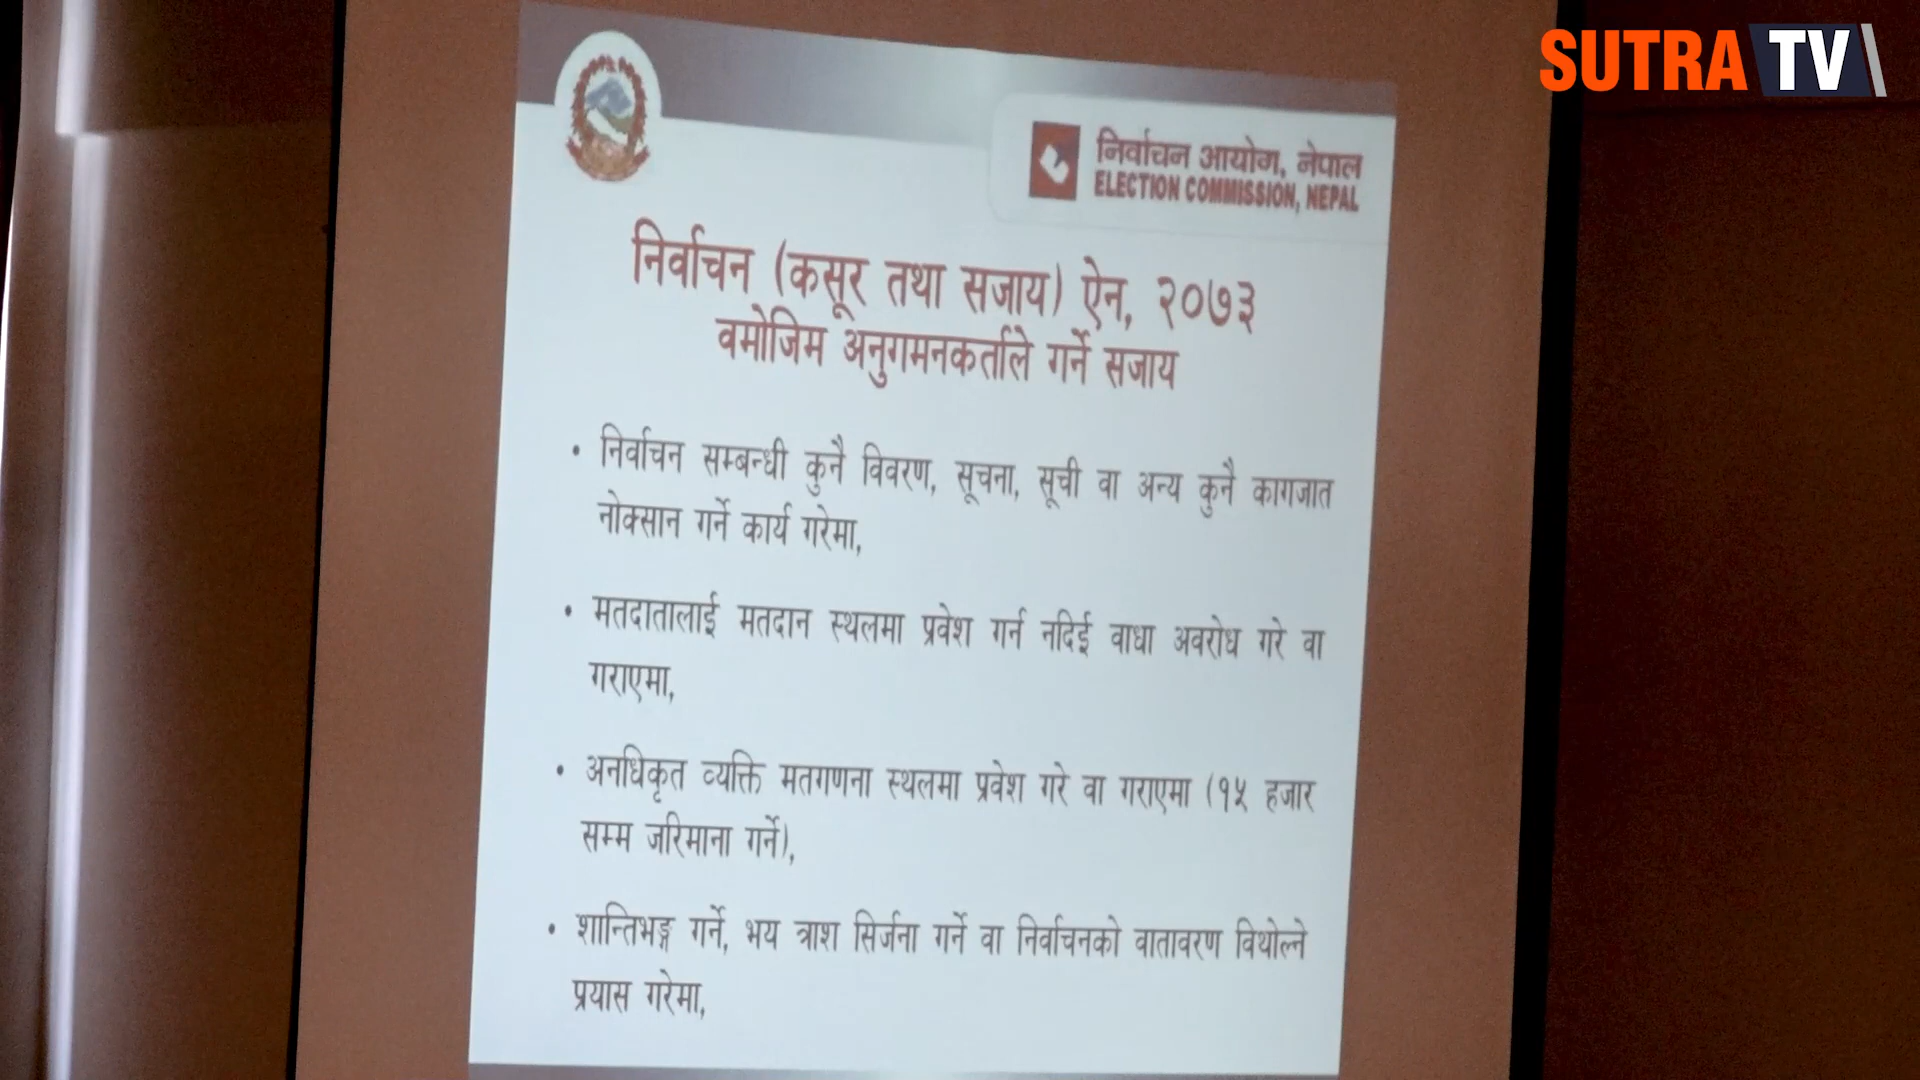 SUTRA TV
निर्वाचन आयोग, नेपाल
ELECTION COMMISSION, NEPAL
निर्वाचन (कसूर तथा सजाय) ऐन, २०७३
वमोजिम अनुगमनकर्ताले गर्ने सजाय
• निर्वाचन सम्बन्धी कुनै विवरण, सूचना, सूची वा अन्य कुनै कागजात
नोक्सान गर्ने कार्य गरेमा,
• मतदातालाई मतदान स्थलमा प्रवेश गर्न नदिई वाधा अवरोध गरे वा
गराएमा,
• अनधिकृत व्यक्ति मतगणना स्थलमा प्रवेश गरे वा गराएमा (१५ हजार
सम्म जरिमाना गर्ने),
• शान्तिभङ्ग गर्ने, भय त्राश सिर्जना गर्ने वा निर्वाचनको वातावरण विथोल्ने
प्रयास गरेमा,